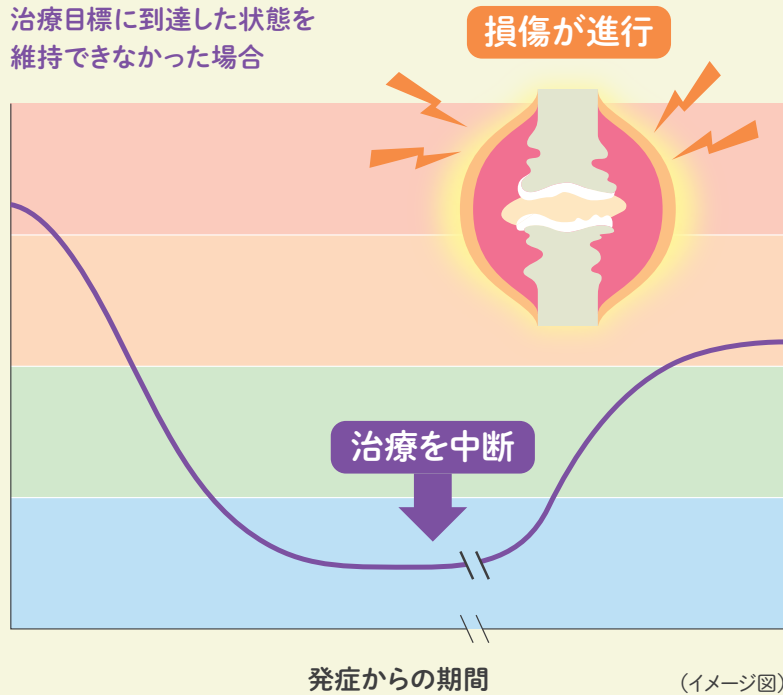 治療目標に到達した状態を
維持できなかった場合
損傷が進行
治療を中断
発症からの期間
(イメージ図)